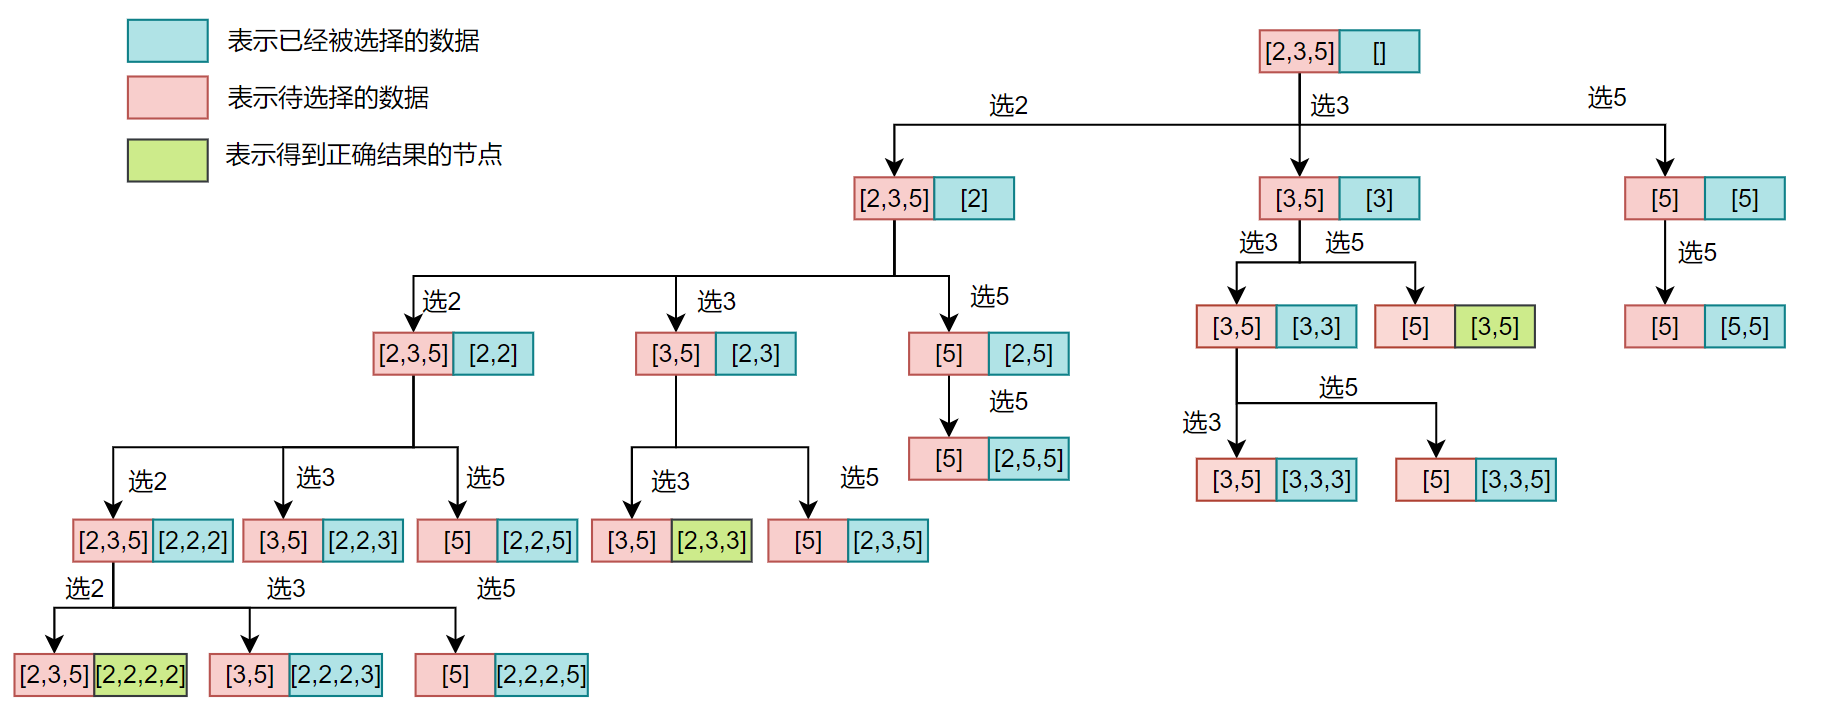 表示已经被选择的数据
表示待选择的数据
表示得到正确结果的节点
[2,3,5] []
选2 选3 选5
[2,3,5] [2] [3,5] [3] [5] [5]
选3 选5 选5
选2 选3 选5
[3,5] [3,3] [5] [3,5] [5] [5,5]
[2,3,5] [2,2] [3,5] [2,3] [5] [2,5]
选5 选3 选5
[5] [2,5,5] [3,5] [3,3,3] [5] [3,3,5]
选2 选3 选5 选3 选5
[2,3,5] [2,2,2] [3,5] [2,2,3] [5] [2,2,5] [3,5] [2,3,3] [5] [2,3,5]
选2 选3 选5
[2,3,5] [2,2,2,2] [3,5] [2,2,2,3] [5] [2,2,2,5]